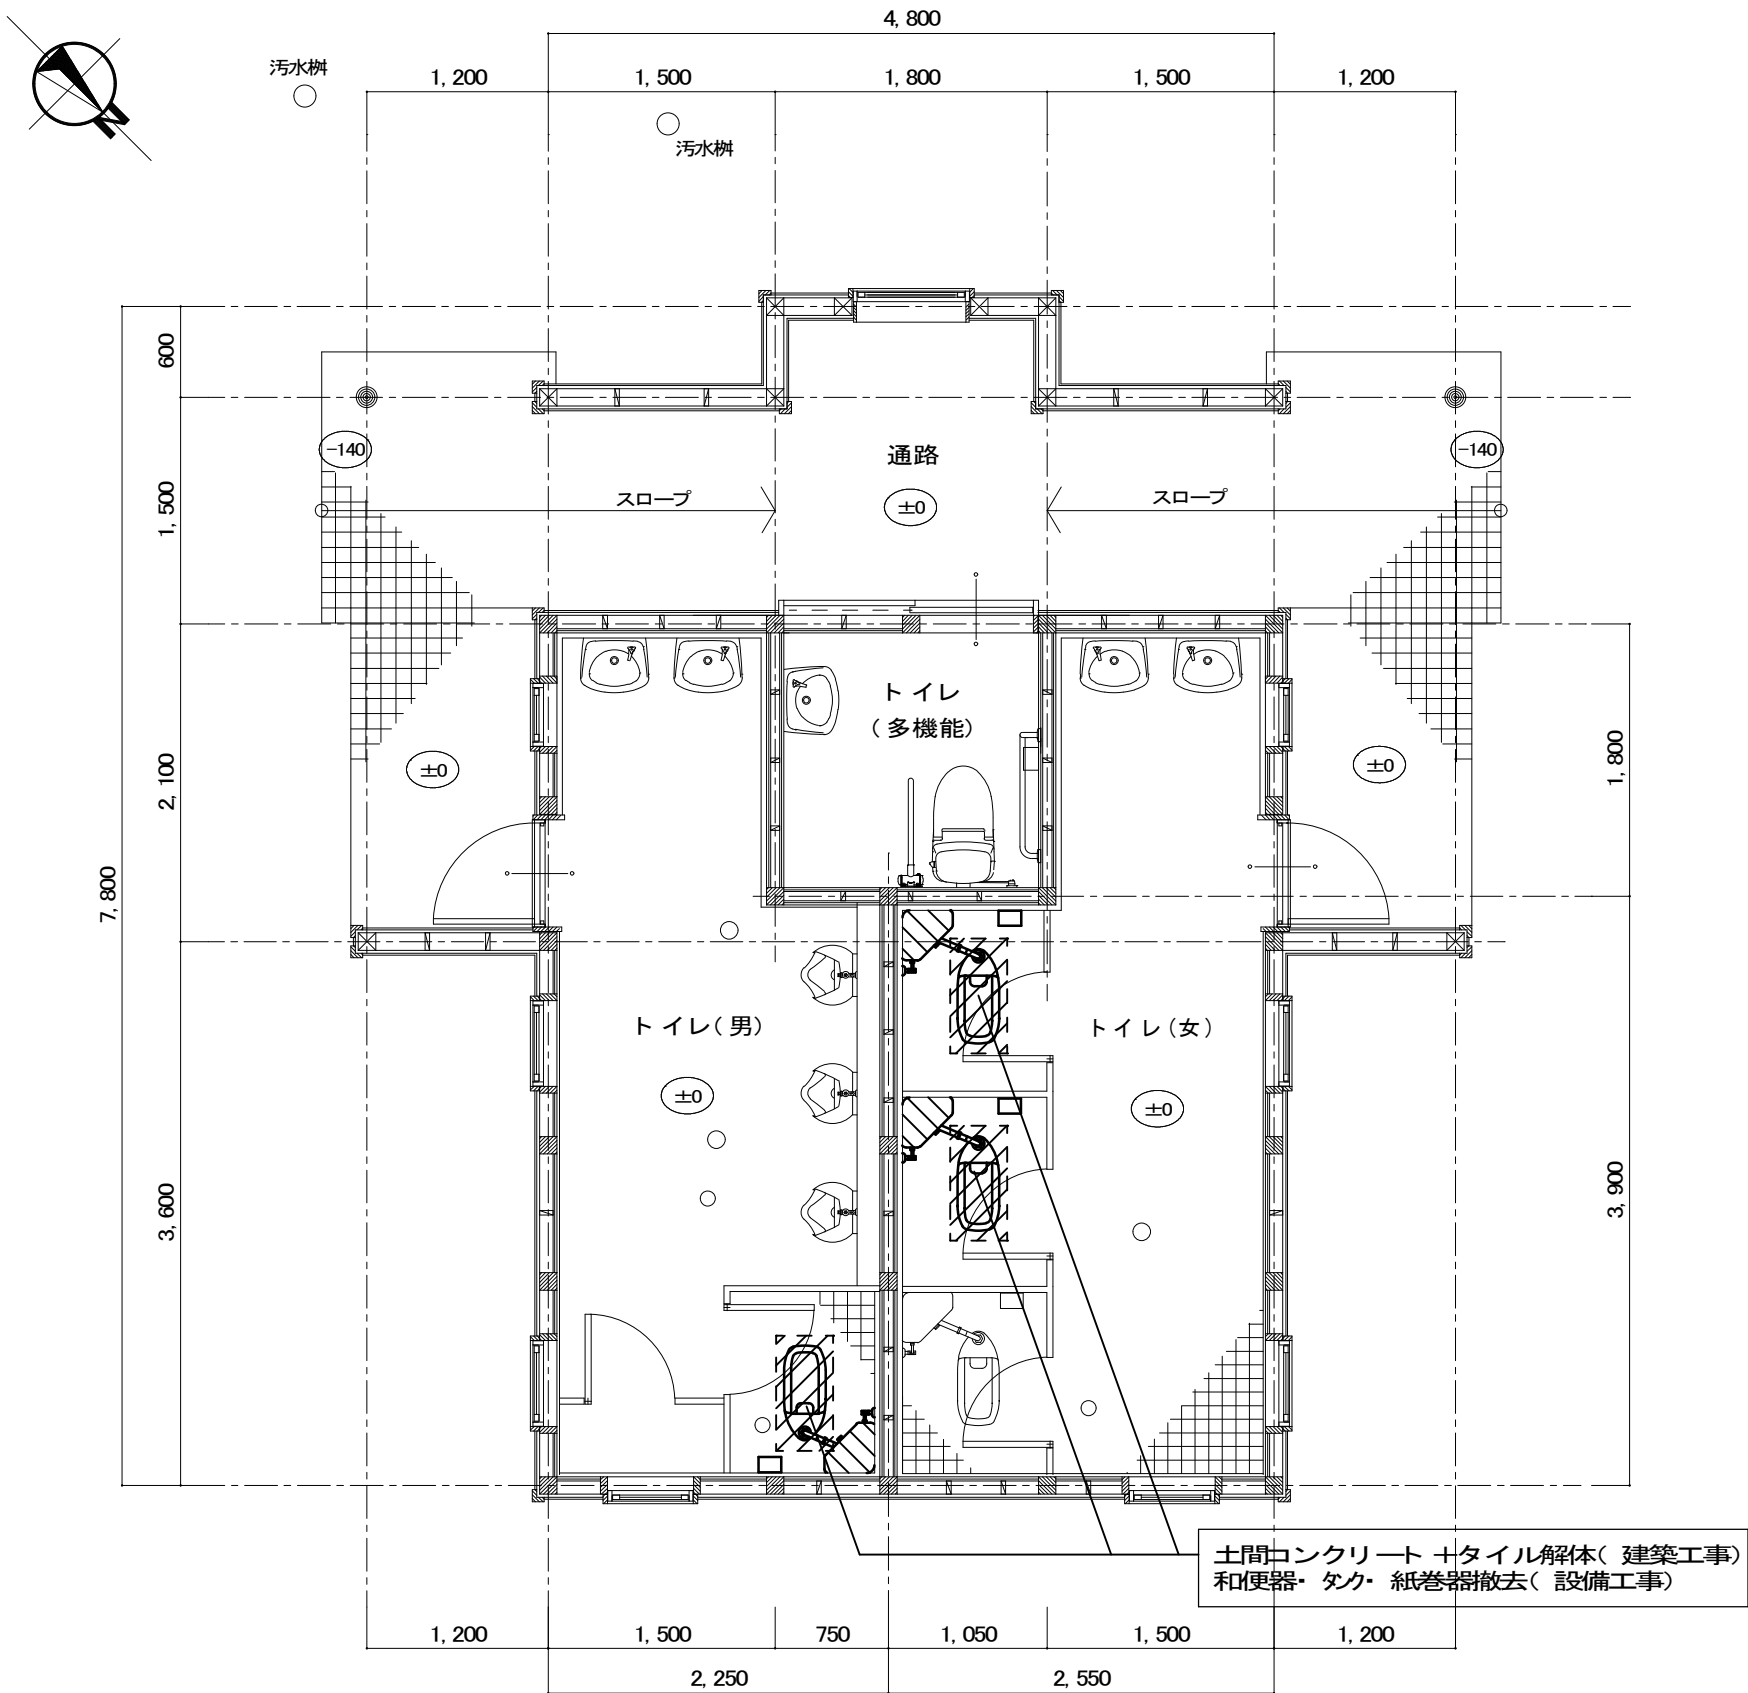 4,800
N
汚水桝
1,200
1,500
1,800
1,500
1,200
汚水桝
600
-140
通路
-140
1,500
スロープ
±0
スロープ
トイレ
(多機能)
±0
±0
2,100
1,800
7,800
トイレ(男)
トイレ(女)
±0
±0
3,600
3,900
土間コンクリート+タイル解体(建築工事)
和便器・タンク・紙巻器撤去(設備工事)
1,200
1,500
750
1,050
1,500
1,200
2,250
2,550